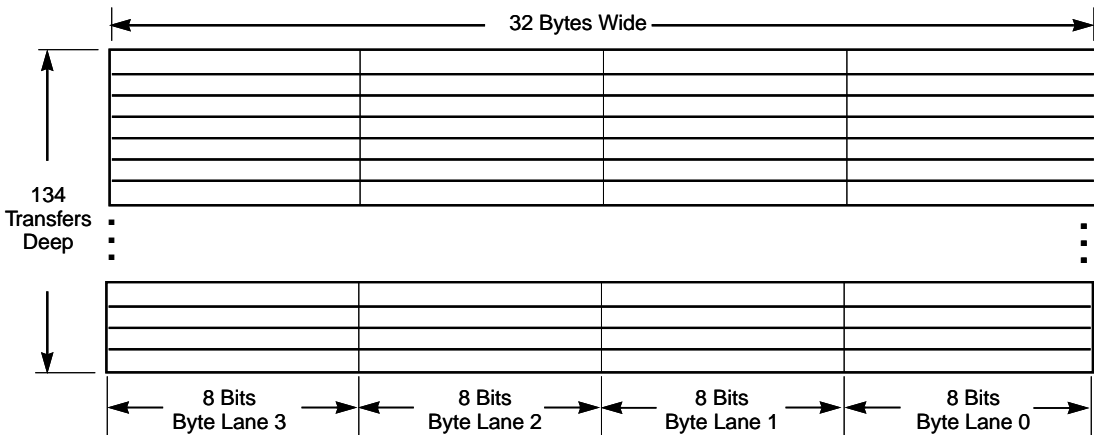 32 Bytes Wide
134
Transfers
Deep
8 Bits
Byte Lane 3
8 Bits
Byte Lane 2
8 Bits
Byte Lane 1
8 Bits
Byte Lane 0